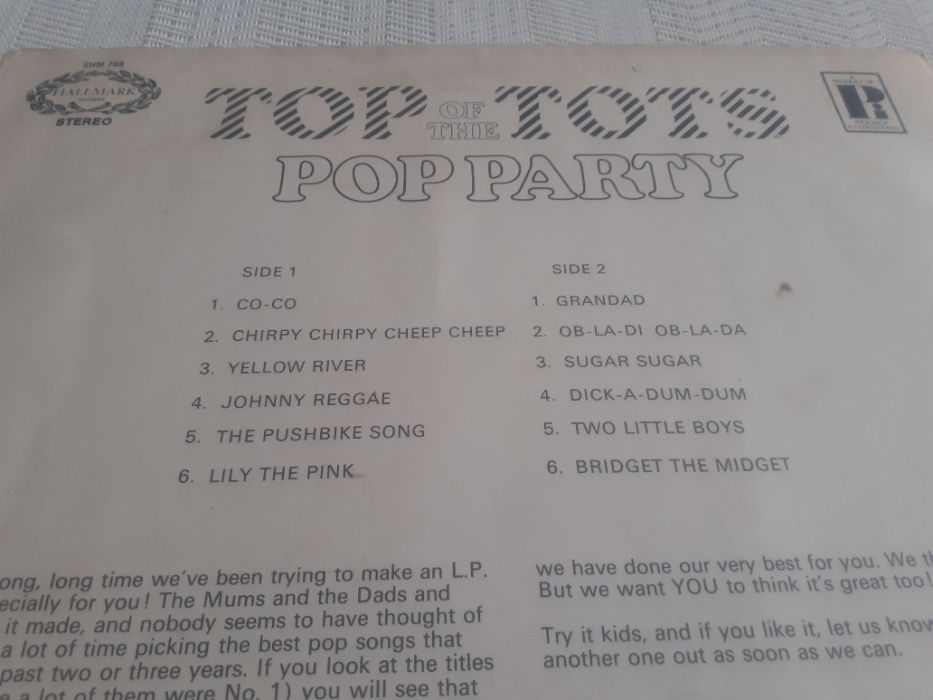 SHM 766
HALLMARK
STEREO
TOP OF THE TOTS
POP PARTY
A PRODUCT OF
PICKWICK
INTERNATIONAL
SIDE 1
1. CO-CO
2. CHIRPY CHIRPY CHEEP CHEEP
3. YELLOW RIVER
4. JOHNNY REGGAE
5. THE PUSHBIKE SONG
6. LILY THE PINK
SIDE 2
1. GRANDAD
2. OB-LA-DI OB-LA-DA
3. SUGAR SUGAR
4. DICK-A-DUM-DUM
5. TWO LITTLE BOYS
6. BRIDGET THE MIDGET
ong, long time we've been trying to make an L.P.
ecially for you! The Mums and the Dads and
it made, and nobody seems to have thought of
a lot of time picking the best pop songs that
past two or three years. If you look at the titles
e a lot of them were No. 1) you will see that
we have done our very best for you. We th
But we want YOU to think it's great too!
Try it kids, and if you like it, let us know
another one out as soon as we can.